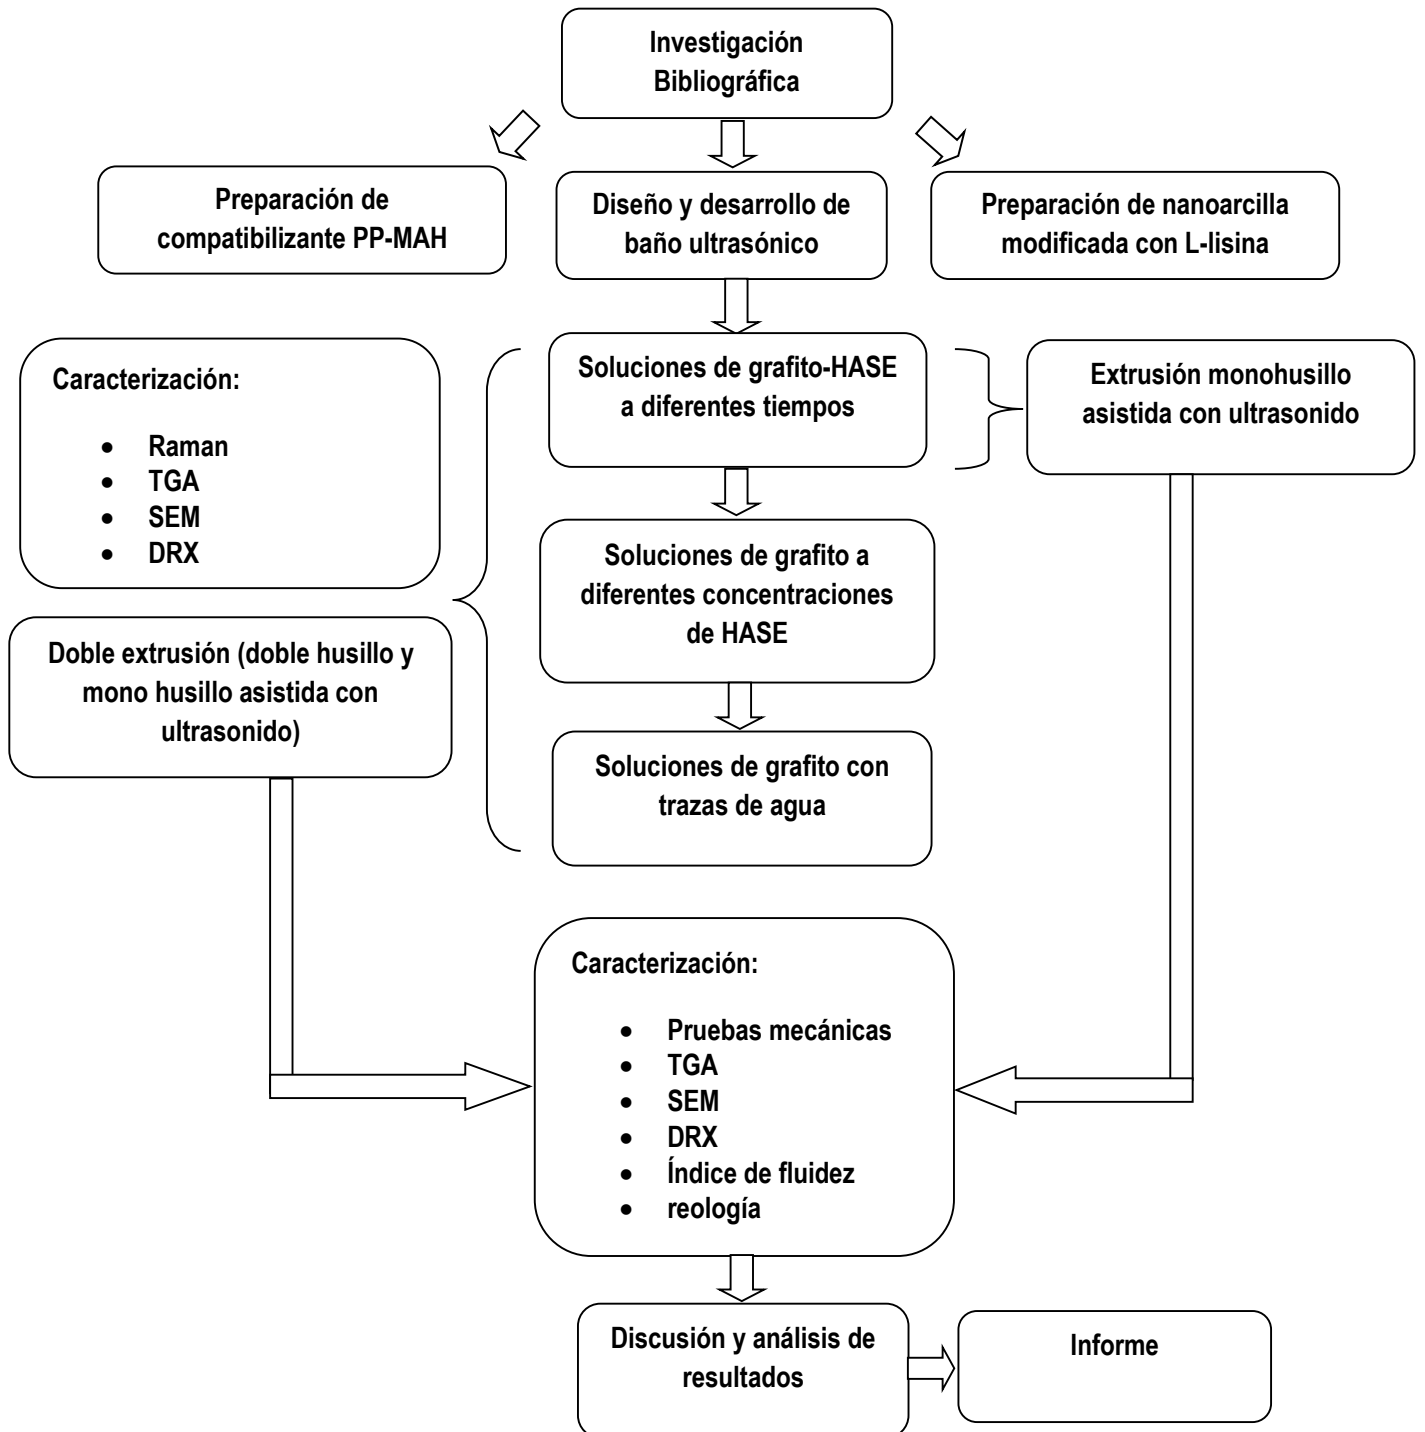 Investigación
Bibliográfica
Preparación de
compatibilizante PP-MAH
Diseño y desarrollo de
baño ultrasónico
Preparación de nanoarcilla
modificada con L-lisina
Caracterización:
• Raman
• TGA
• SEM
• DRX
Soluciones de grafito-HASE
a diferentes tiempos
Extrusión monohusillo
asistida con ultrasonido
Soluciones de grafito a
diferentes concentraciones
de HASE
Doble extrusión (doble husillo y
mono husillo asistida con
ultrasonido)
Soluciones de grafito con
trazas de agua
Caracterización:
• Pruebas mecánicas
• TGA
• SEM
• DRX
• Índice de fluidez
• reología
Discusión y análisis de
resultados
Informe